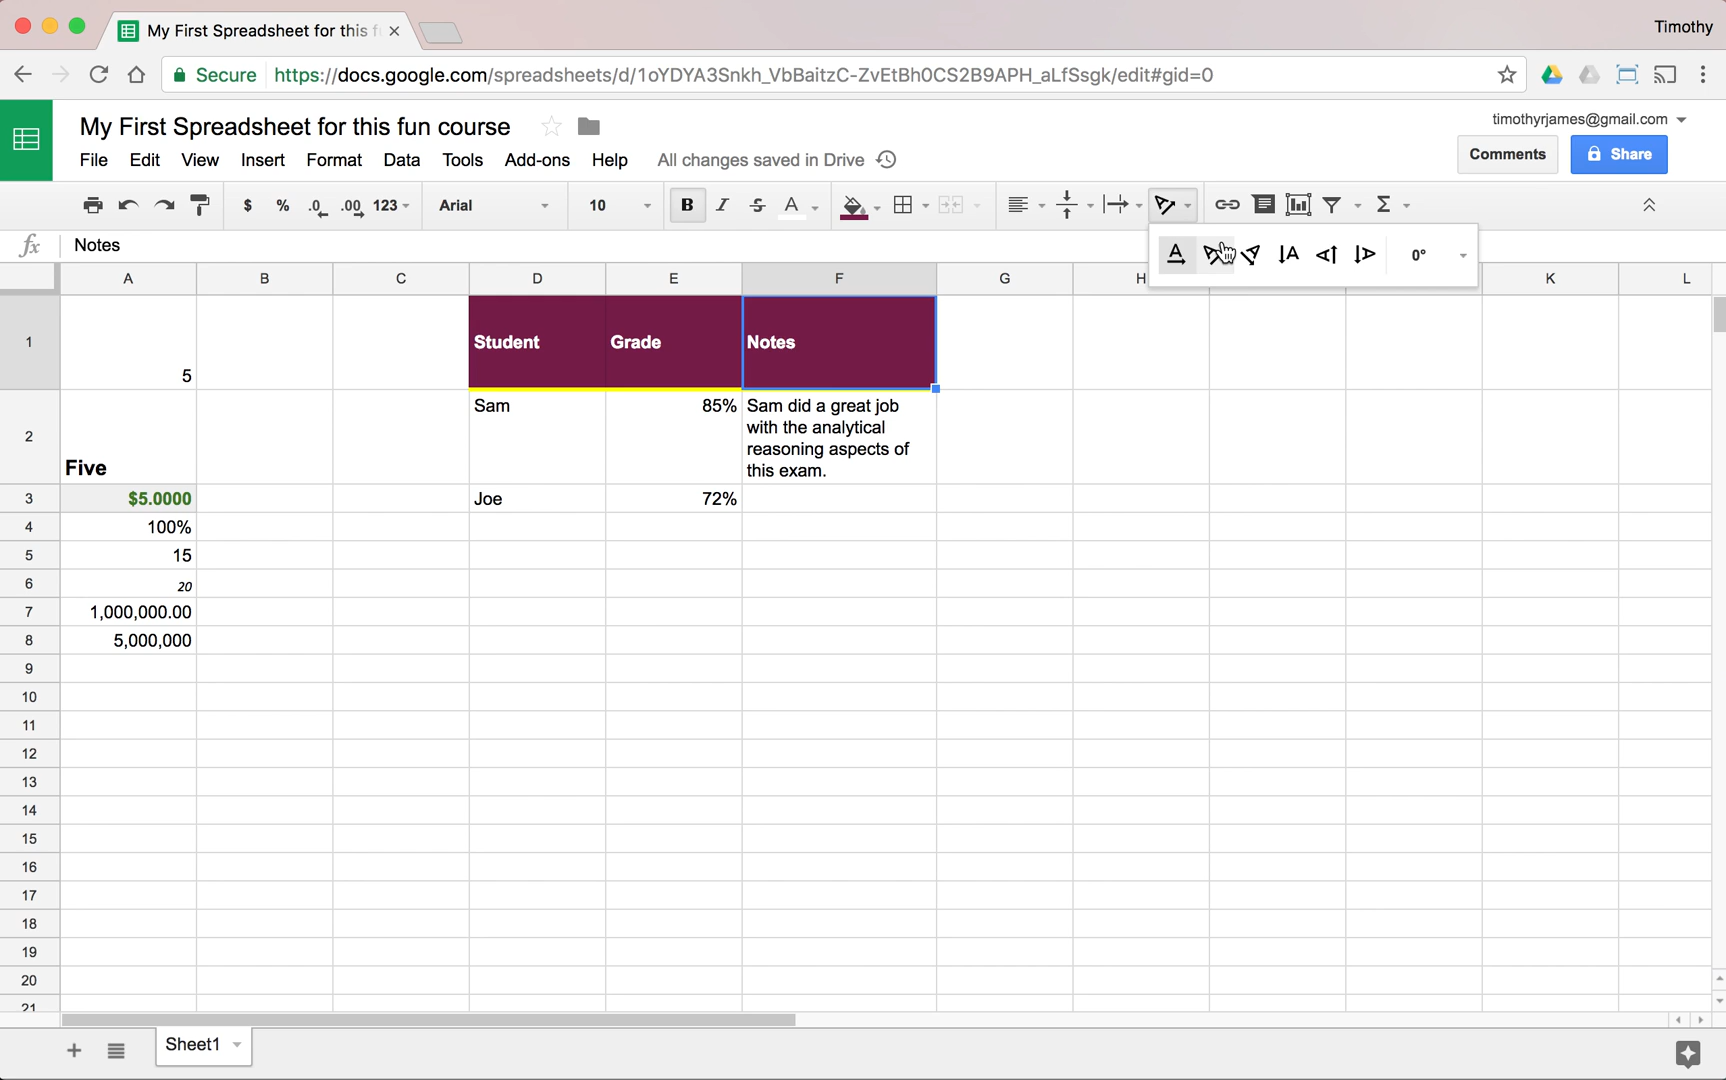 My First Spreadsheet for this f
Timothy
Secure https://docs.google.com/spreadsheets/d/1oYDYA3Snkh_VbBaitzC-ZvEtBh0CS2B9APH_aLfSsgk/edit#gid=0
My First Spreadsheet for this fun course
timothyrjames@gmail.com
File Edit View Insert Format Data Tools Add-ons Help All changes saved in Drive
Comments Share
$ % .0 .00 123 Arial 10 B I S A
fx Notes
0°
A B C D E F G H K L
1 5 Student Grade Notes
2 Five Sam 85% Sam did a great job
with the analytical
reasoning aspects of
this exam.
3 $5.0000 Joe 72%
4 100%
5 15
6 20
7 1,000,000.00
8 5,000,000
9
10
11
12
13
14
15
16
17
18
19
20
21
Sheet1